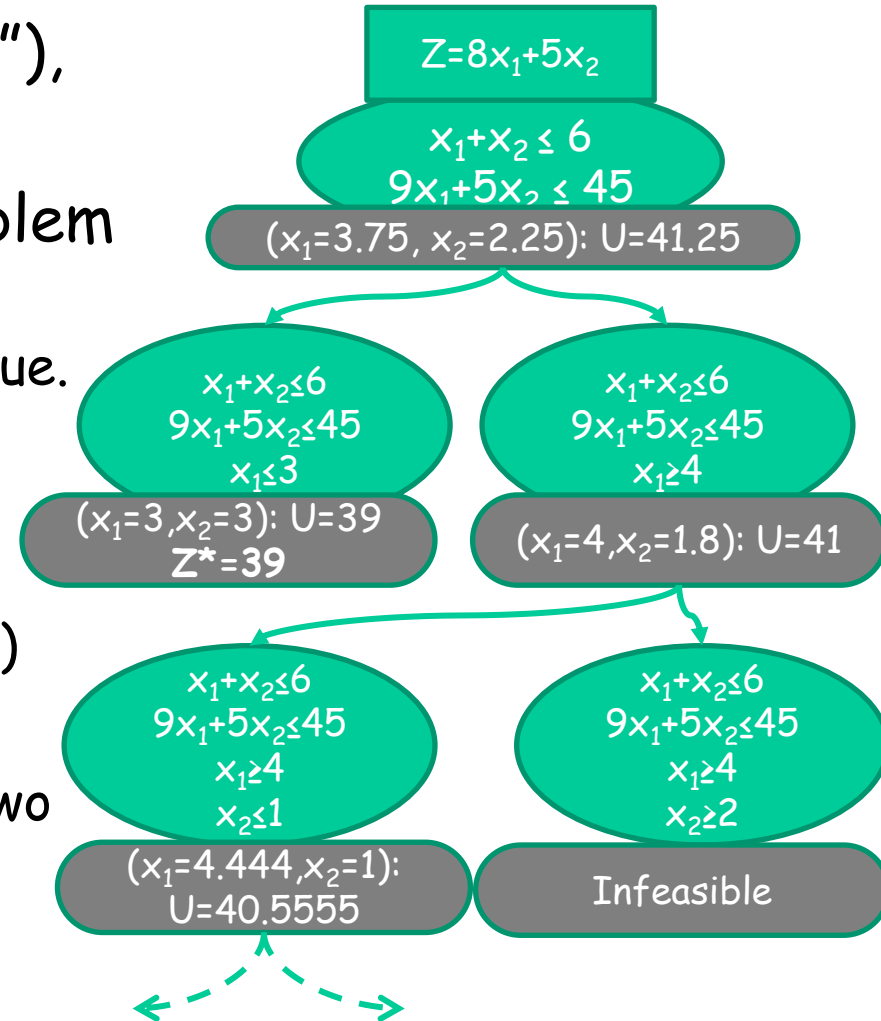 "),
olem
ue.
)
wo
Z=8x₁+5x₂
x₁+x₂ ≤ 6
9x₁+5x₂ ≤ 45
(x₁=3.75, x₂=2.25): U=41.25
x₁+x₂≤6
9x₁+5x₂≤45
x₁≤3
(x₁=3,x₂=3): U=39
Z*=39
x₁+x₂≤6
9x₁+5x₂≤45
x₁≥4
(x₁=4,x₂=1.8): U=41
x₁+x₂≤6
9x₁+5x₂≤45
x₁≥4
x₂≤1
(x₁=4.444,x₂=1):
U=40.5555
x₁+x₂≤6
9x₁+5x₂≤45
x₁≥4
x₂≥2
Infeasible